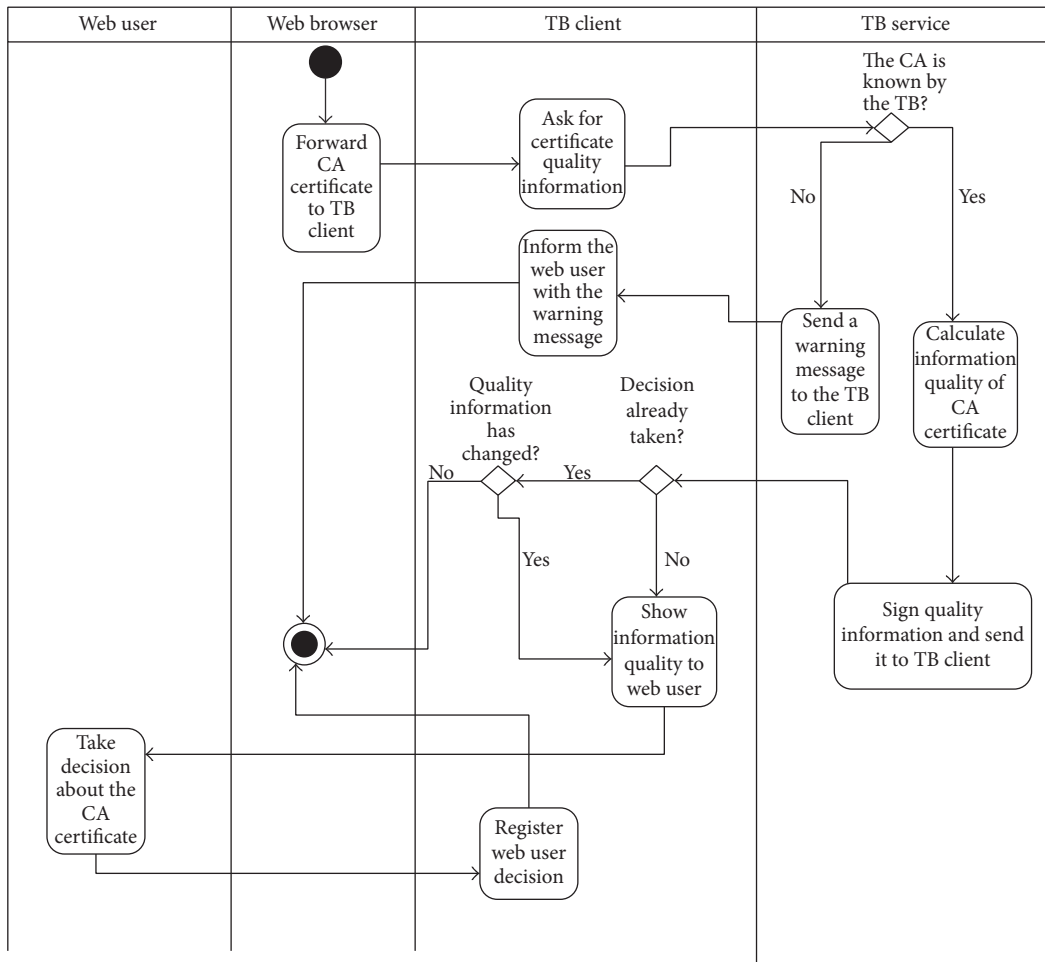 Web user
Web browser
TB client
TB service
The CA is
known by
the TB?
Forward
CA
certificate
to TB
client
Ask for
certificate
quality
information
No
Yes
Inform the
web user
with the
warning
message
Send a
warning
message
to the TB
client
Calculate
information
quality of
CA
certificate
Quality
information
has
changed?
Decision
already
taken?
No
Yes
Yes
No
Show
information
quality to
web user
Sign quality
information and send
it to TB client
Take
decision
about the
CA
certificate
Register
web user
decision